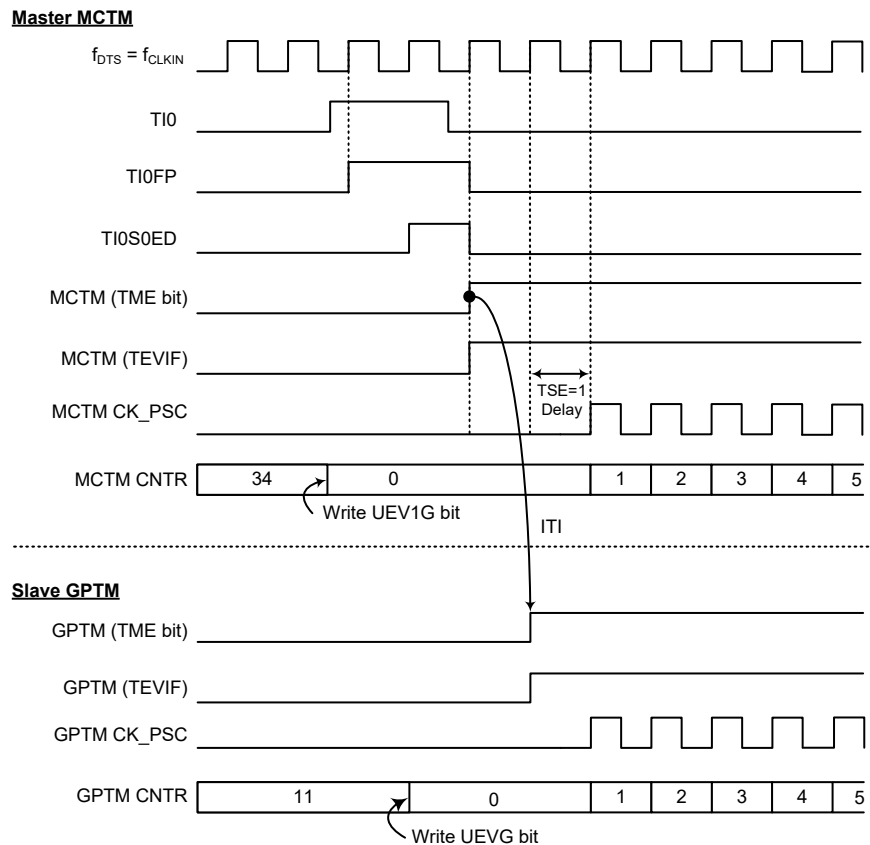 Master MCTM
fDTS = fCLKIN
TI0
TI0FP
TI0S0ED
MCTM (TME bit)
MCTM (TEVIF)
TSE=1
Delay
MCTM CK_PSC
MCTM CNTR 34 0 1 2 3 4 5
Write UEV1G bit
ITI
Slave GPTM
GPTM (TME bit)
GPTM (TEVIF)
GPTM CK_PSC
GPTM CNTR 11 0 1 2 3 4 5
Write UEVG bit